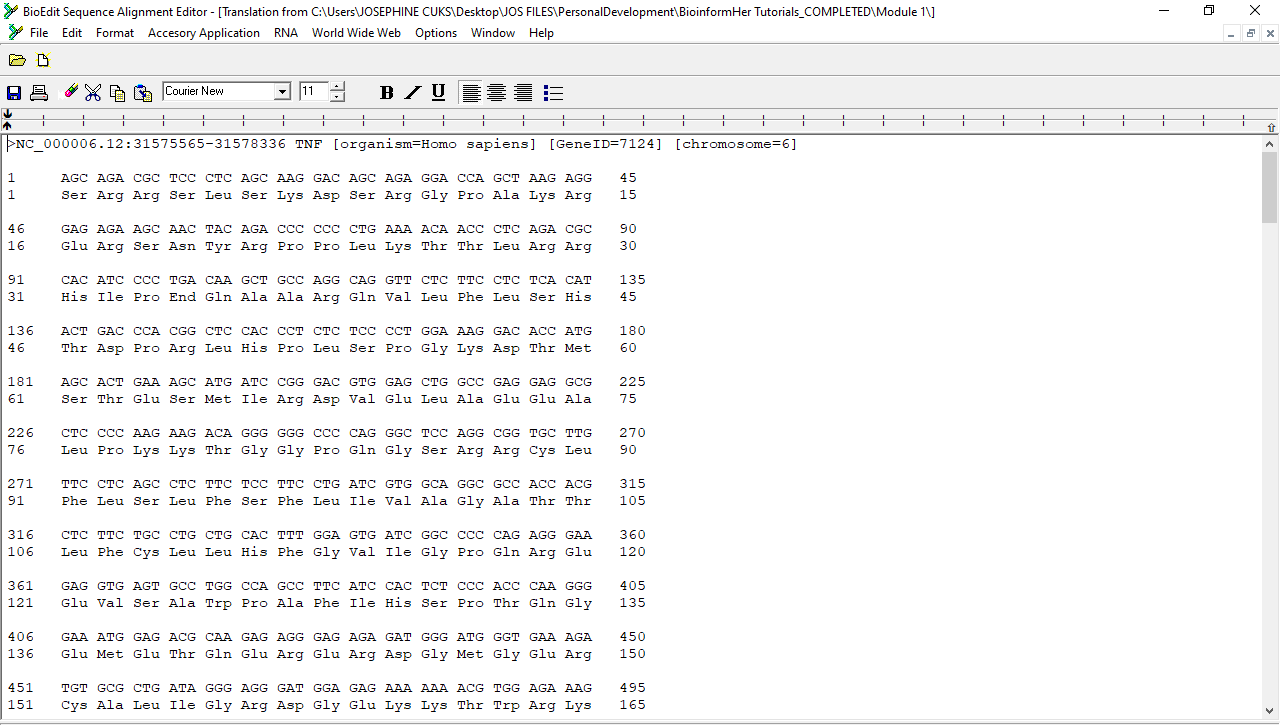 BioEdit Sequence Alignment Editor - [Translation from C:\Users\JOSEPHINE CUKS\Desktop\JOS FILES\PersonalDevelopment\BioinformHer Tutorials_COMPLETED\Module 1\]
File Edit Format Accesory Application RNA World Wide Web Options Window Help
Courier New 11 B I U
>NC_000006.12:31575565-31578336 TNF [organism=Homo sapiens] [GeneID=7124] [chromosome=6]
1 AGC AGA CGC TCC CTC AGC AAG GAC AGC AGA GGA CCA GCT AAG AGG 45
1 Ser Arg Arg Ser Leu Ser Lys Asp Ser Arg Gly Pro Ala Lys Arg 15
46 GAG AGA AGC AAC TAC AGA CCC CCC CTG AAA ACA ACC CTC AGA CGC 90
16 Glu Arg Ser Asn Tyr Arg Pro Pro Leu Lys Thr Thr Leu Arg Arg 30
91 CAC ATC CCC TGA CAA GCT GCC AGG CAG GTT CTC TTC CTC TCA CAT 135
31 His Ile Pro End Gln Ala Ala Arg Gln Val Leu Phe Leu Ser His 45
136 ACT GAC CCA CGG CTC CAC CCT CTC TCC CCT GGA AAG GAC ACC ATG 180
46 Thr Asp Pro Arg Leu His Pro Leu Ser Pro Gly Lys Asp Thr Met 60
181 AGC ACT GAA AGC ATG ATC CGG GAC GTG GAG CTG GCC GAG GAG GCG 225
61 Ser Thr Glu Ser Met Ile Arg Asp Val Glu Leu Ala Glu Glu Ala 75
226 CTC CCC AAG AAG ACA GGG GGG CCC CAG GGC TCC AGG CGG TGC TTG 270
76 Leu Pro Lys Lys Thr Gly Gly Pro Gln Gly Ser Arg Arg Cys Leu 90
271 TTC CTC AGC CTC TTC TCC TTC CTG ATC GTG GCA GGC GCC ACC ACG 315
91 Phe Leu Ser Leu Phe Ser Phe Leu Ile Val Ala Gly Ala Thr Thr 105
316 CTC TTC TGC CTG CTG CAC TTT GGA GTG ATC GGC CCC CAG AGG GAA 360
106 Leu Phe Cys Leu Leu His Phe Gly Val Ile Gly Pro Gln Arg Glu 120
361 GAG GTG AGT GCC TGG CCA GCC TTC ATC CAC TCT CCC ACC CAA GGG 405
121 Glu Val Ser Ala Trp Pro Ala Phe Ile His Ser Pro Thr Gln Gly 135
406 GAA ATG GAG ACG CAA GAG AGG GAG AGA GAT GGG ATG GGT GAA AGA 450
136 Glu Met Glu Thr Gln Glu Arg Glu Arg Asp Gly Met Gly Glu Arg 150
451 TGT GCG CTG ATA GGG AGG GAT GGA GAG AAA AAA ACG TGG AGA AAG 495
151 Cys Ala Leu Ile Gly Arg Asp Gly Glu Lys Lys Thr Trp Arg Lys 165